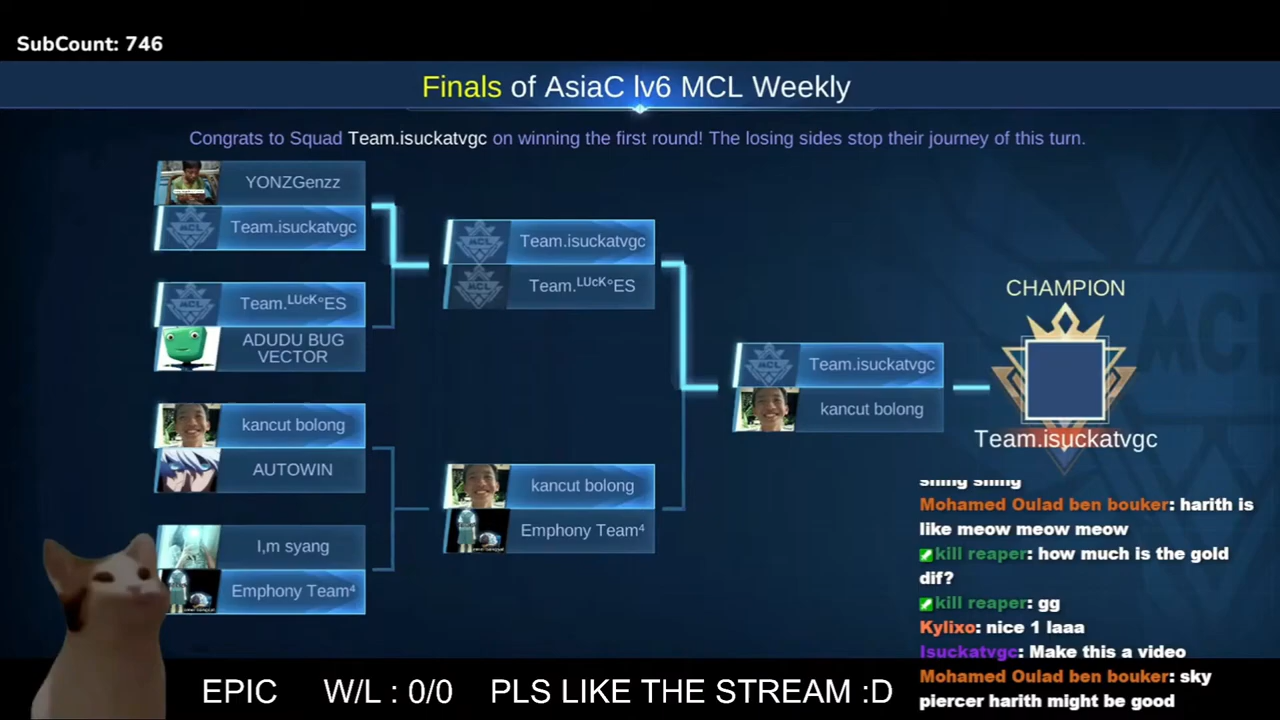 SubCount: 746
Finals of AsiaC lv6 MCL Weekly
Congrats to Squad Team.isuckatvgc on winning the first round! The losing sides stop their journey of this turn.
YONZGenzz
Team.isuckatvgc
Team.ᴸᵁᶜᴷ°ES
ADUDU BUG
VECTOR
kancut bolong
AUTOWIN
I,m syang
Emphony Team⁴
Team.isuckatvgc
Team.ᴸᵁᶜᴷ°ES
kancut bolong
Emphony Team⁴
Team.isuckatvgc
kancut bolong
CHAMPION
Team.isuckatvgc
shing shing
Mohamed Oulad ben bouker: harith is
like meow meow meow
kill reaper: how much is the gold
dif?
kill reaper: gg
Kylixo: nice 1 laaa
Isuckatvgc: Make this a video
Mohamed Oulad ben bouker: sky
piercer harith might be good
EPIC W/L : 0/0 PLS LIKE THE STREAM :D